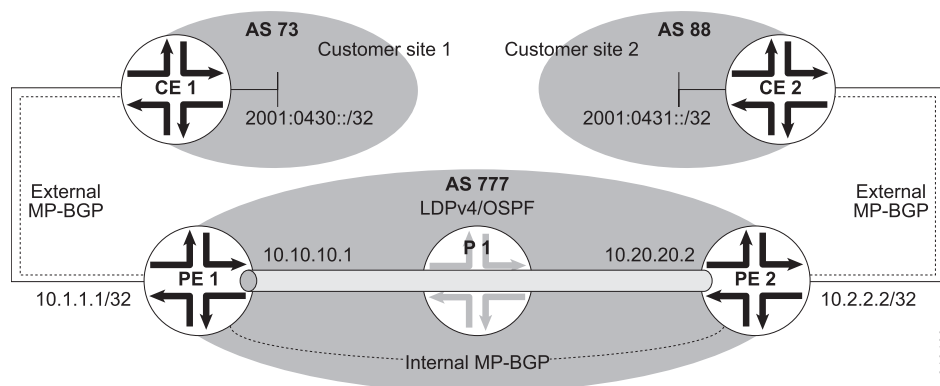 AS 73
Customer site 1
CE 1
2001:0430::/32
AS 88
Customer site 2
CE 2
2001:0431::/32
External
MP-BGP
External
MP-BGP
AS 777
LDPv4/OSPF
P 1
10.10.10.1
10.20.20.2
PE 1
PE 2
10.1.1.1/32
10.2.2.2/32
Internal MP-BGP